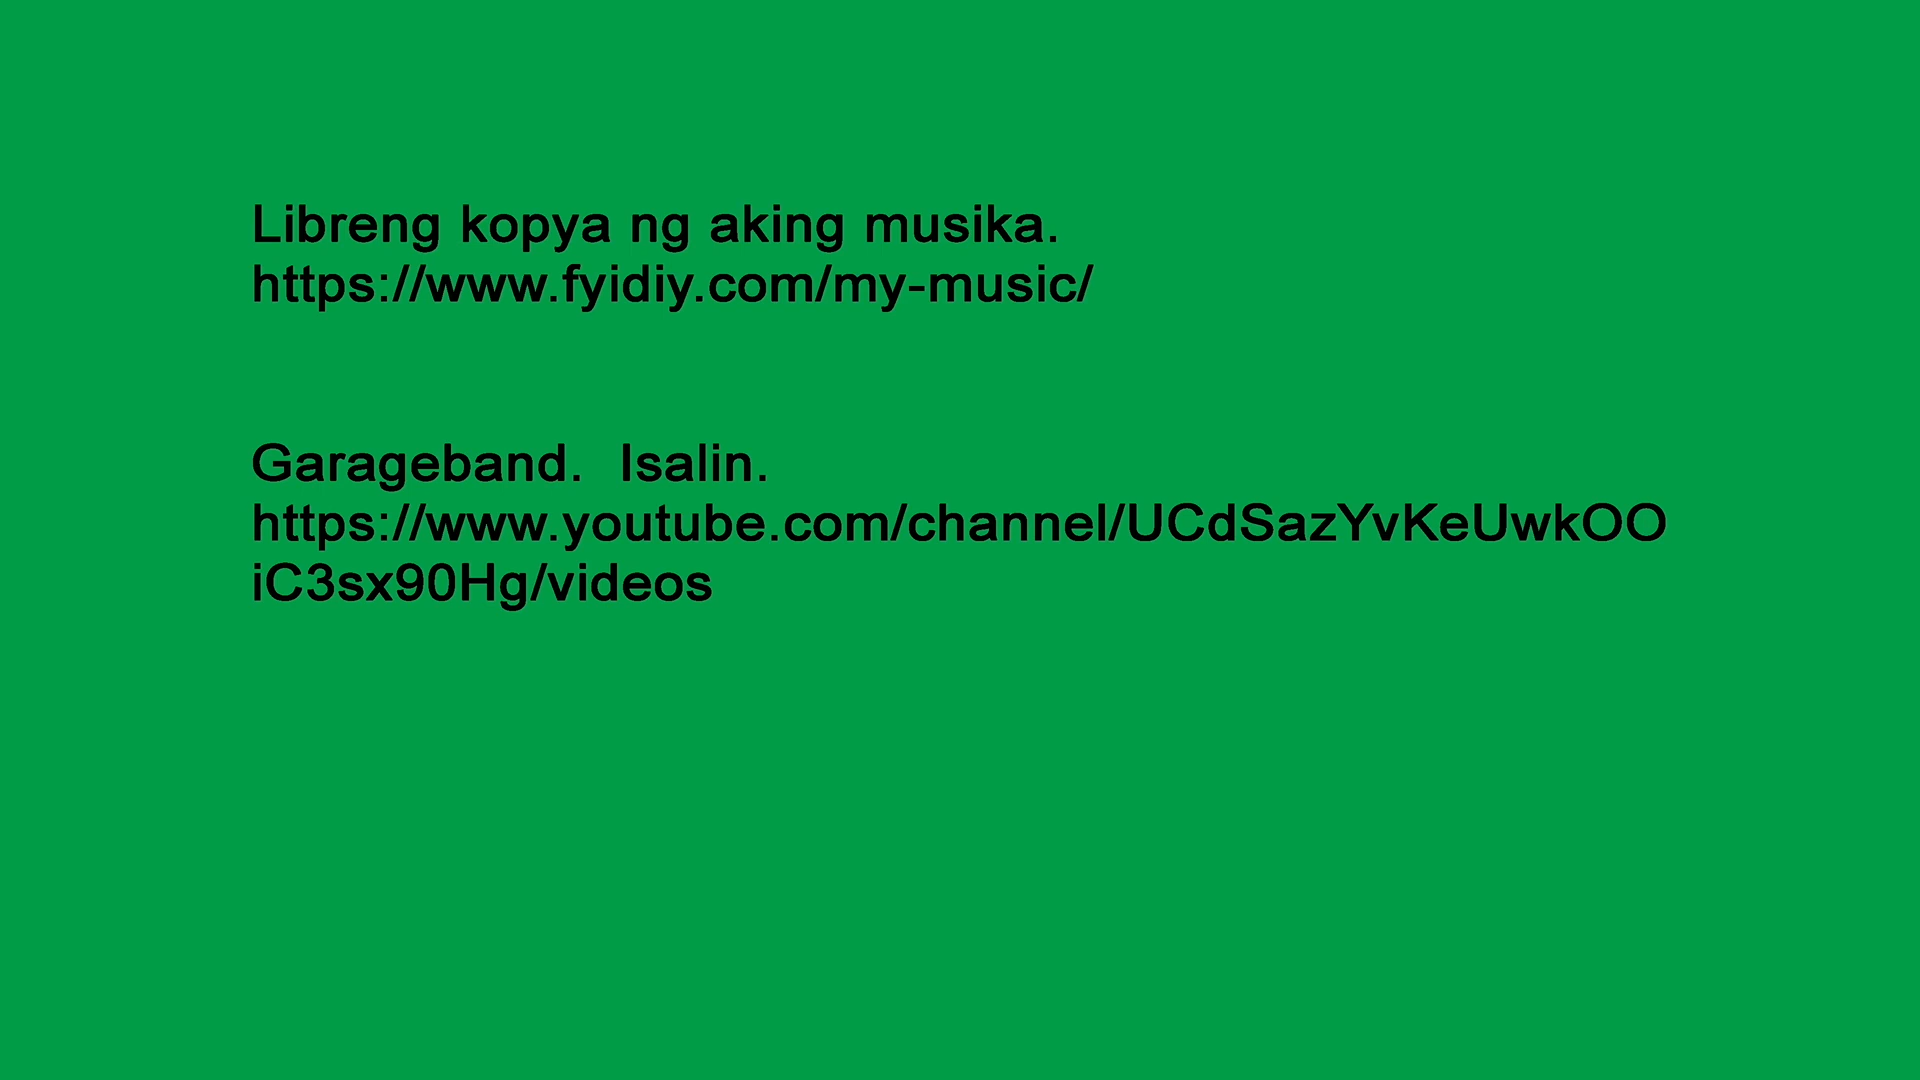 Libreng kopya ng aking musika.
https://www.fyidiy.com/my-music/
Garageband.  Isalin.
https://www.youtube.com/channel/UCdSazYvKeUwkOO
iC3sx90Hg/videos